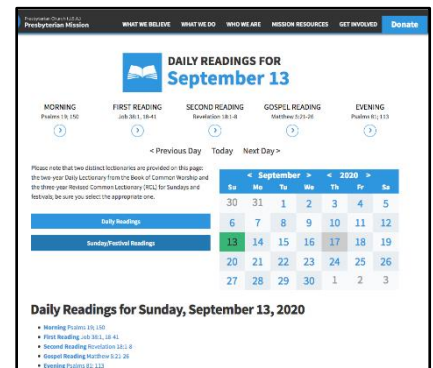 Presbyterian Church (U.S.A.)
Presbyterian Mission
WHAT WE BELIEVE
WHAT WE DO
WHO WE ARE
MISSION RESOURCES
GET INVOLVED
Donate
DAILY READINGS FOR
September 13
MORNING
Psalms 19; 150
FIRST READING
Job 38:1, 18-41
SECOND READING
Revelation 18:1-8
GOSPEL READING
Matthew 5:21-26
EVENING
Psalms 81; 113
< Previous Day Today Next Day >
Please note that two distinct lectionaries are provided on this page:
the two-year Daily Lectionary from the Book of Common Worship and
the three-year Revised Common Lectionary (RCL) for Sundays and
festivals; be sure you select the appropriate one.
Daily Readings
Sunday/Festival Readings
< September > < 2020 >
Su Mo Tu We Th Fr Sa
30 31 1 2 3 4 5
6 7 8 9 10 11 12
13 14 15 16 17 18 19
20 21 22 23 24 25 26
27 28 29 30 1 2 3
Daily Readings for Sunday, September 13, 2020
Morning Psalms 19; 150
First Reading Job 38:1, 18-41
Second Reading Revelation 18:1-8
Gospel Reading Matthew 5:21-26
Evening Psalms 81; 113